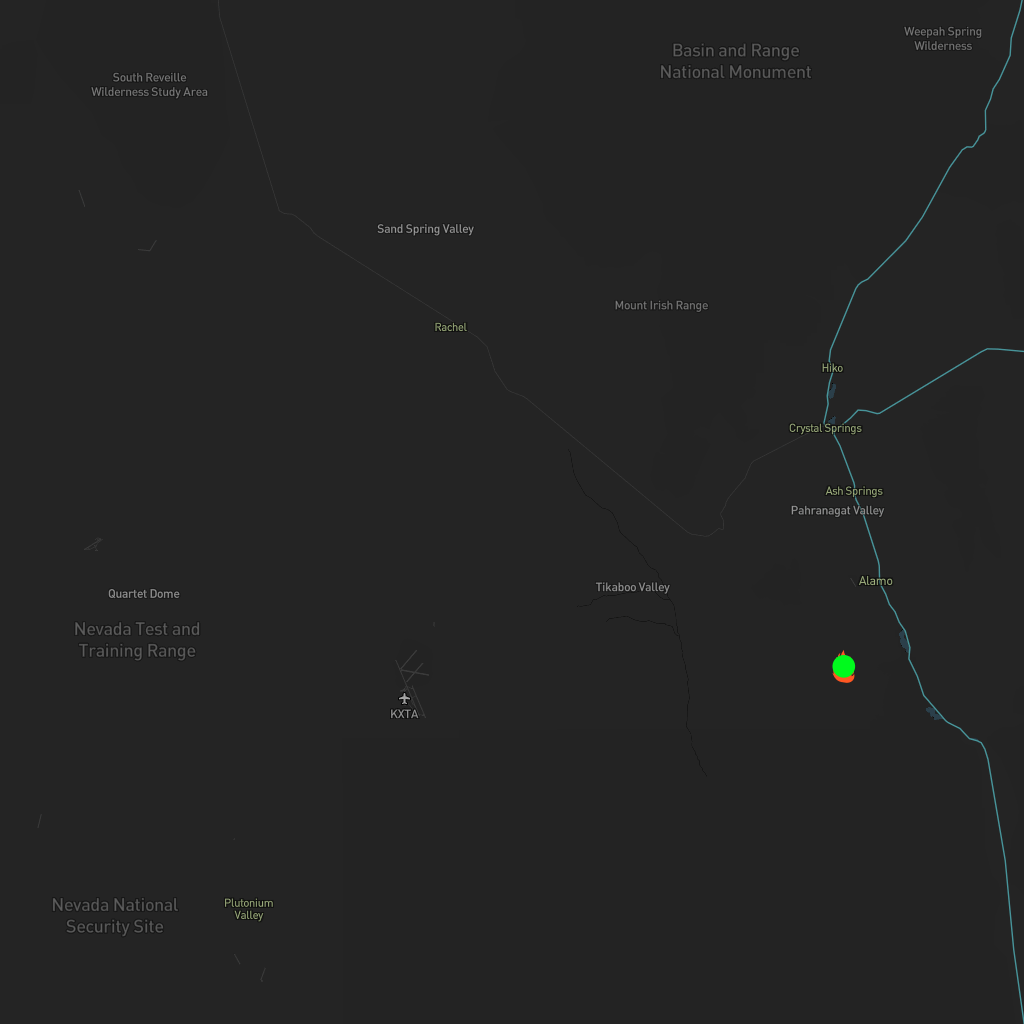 Weepah Spring
Wilderness
Basin and Range
National Monument
South Reveille
Wilderness Study Area
Sand Spring Valley
Mount Irish Range
Rachel
Hiko
Crystal Springs
Ash Springs
Pahranagat Valley
Alamo
Tikaboo Valley
Quartet Dome
Nevada Test and
Training Range
KXTA
Plutonium
Valley
Nevada National
Security Site